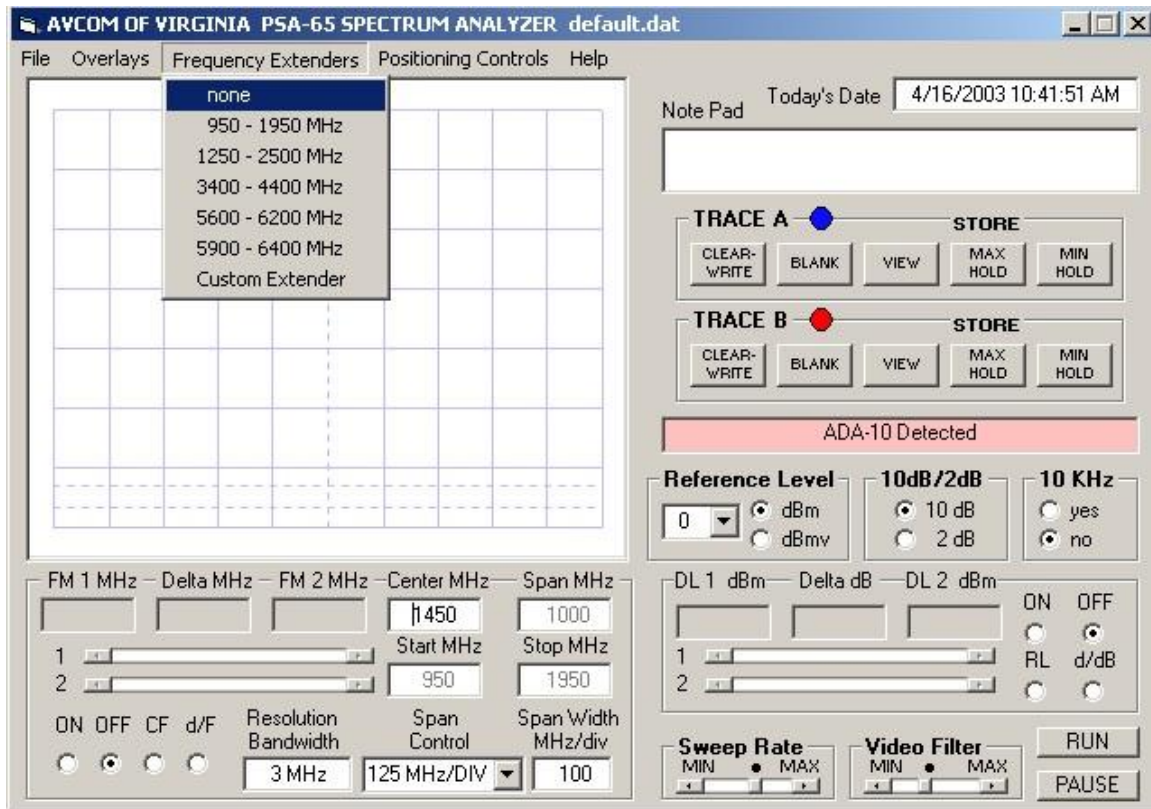 AVCOM OF VIRGINIA PSA-65 SPECTRUM ANALYZER default.dat
File Overlays Frequency Extenders Positioning Controls Help
none
950 - 1950 MHz
1250 - 2500 MHz
3400 - 4400 MHz
5600 - 6200 MHz
5900 - 6400 MHz
Custom Extender
Note Pad
Today's Date 4/16/2003 10:41:51 AM
TRACE A STORE
CLEAR-
WRITE
BLANK
VIEW
MAX
HOLD
MIN
HOLD
TRACE B STORE
CLEAR-
WRITE
BLANK
VIEW
MAX
HOLD
MIN
HOLD
ADA-10 Detected
Reference Level
0
dBm
dBmv
10dB/2dB
10 dB
2 dB
10 KHz
yes
no
FM 1 MHz Delta MHz FM 2 MHz Center MHz Span MHz
1450 1000
Start MHz Stop MHz
950 1950
1
2
ON OFF CF d/F
Resolution
Bandwidth
3 MHz
Span
Control
125 MHz/DIV
Span Width
MHz/div
100
DL 1 dBm Delta dB DL 2 dBm
1
2
ON OFF
RL d/dB
Sweep Rate
MIN MAX
Video Filter
MIN MAX
RUN
PAUSE